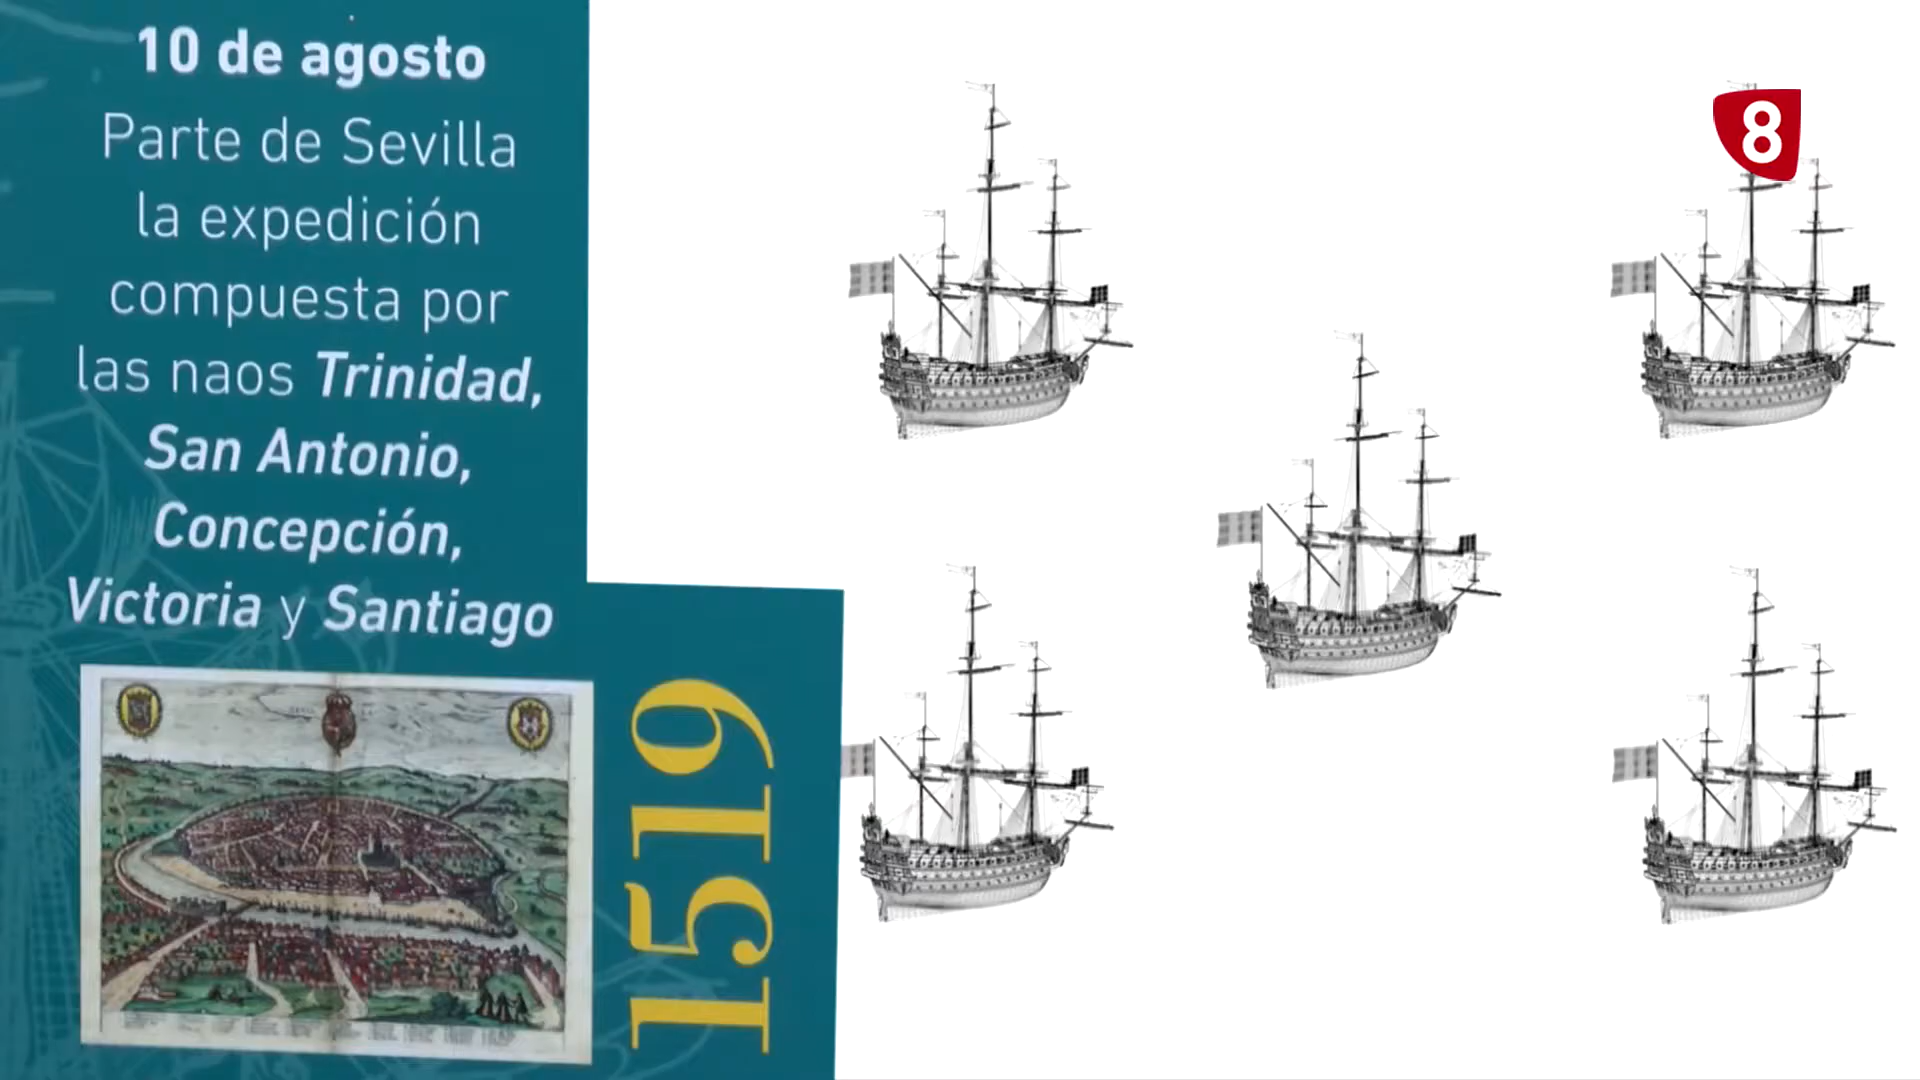 10 de agosto
Parte de Sevilla
la expedición
compuesta por
las naos Trinidad,
San Antonio,
Concepción,
Victoria y Santiago
1519
8